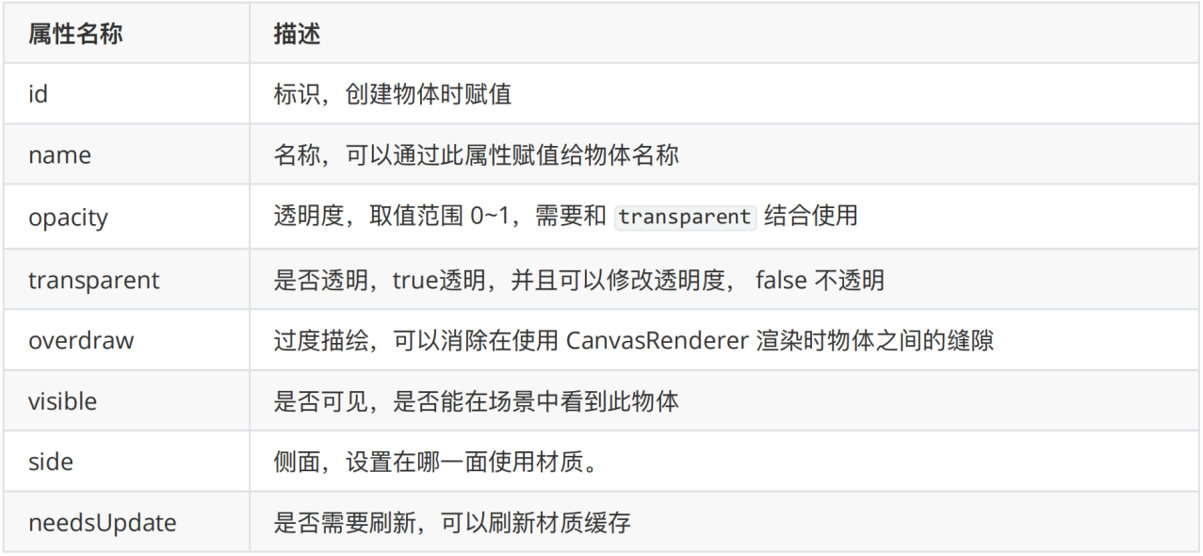 属性名称 描述
id 标识，创建物体时赋值
name 名称，可以通过此属性赋值给物体名称
opacity 透明度，取值范围 0~1，需要和 transparent 结合使用
transparent 是否透明，true透明，并且可以修改透明度， false 不透明
overdraw 过度描绘，可以消除在使用 CanvasRenderer 渲染时物体之间的缝隙
visible 是否可见，是否能在场景中看到此物体
side 侧面，设置在哪一面使用材质。
needsUpdate 是否需要刷新，可以刷新材质缓存